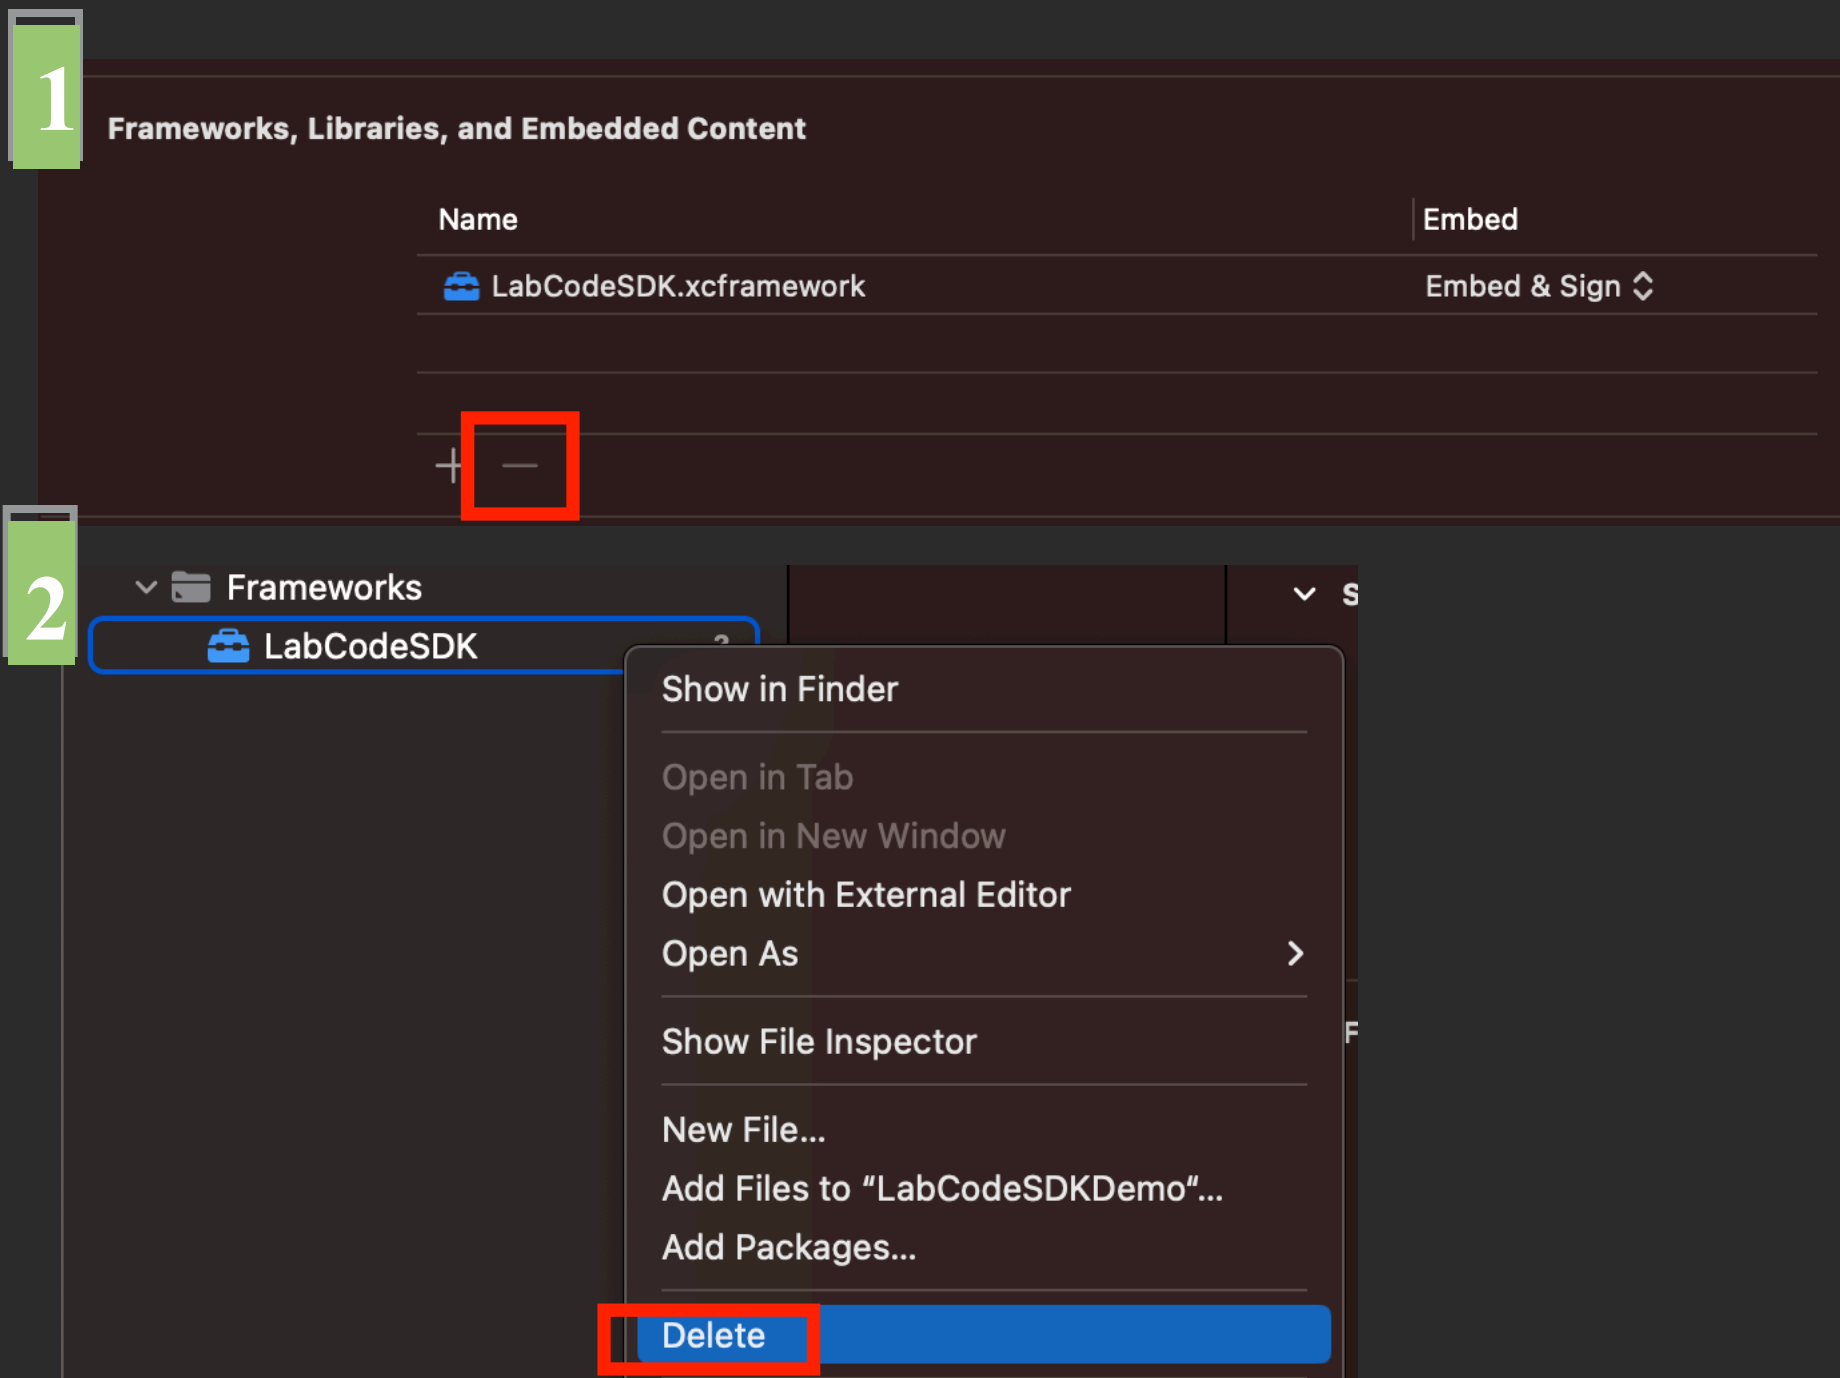 1
Frameworks, Libraries, and Embedded Content
Name Embed
LabCodeSDK.xcframework Embed & Sign
2
Frameworks
LabCodeSDK
Show in Finder
Open in Tab
Open in New Window
Open with External Editor
Open As
Show File Inspector
New File...
Add Files to “LabCodeSDKDemo“...
Add Packages...
Delete